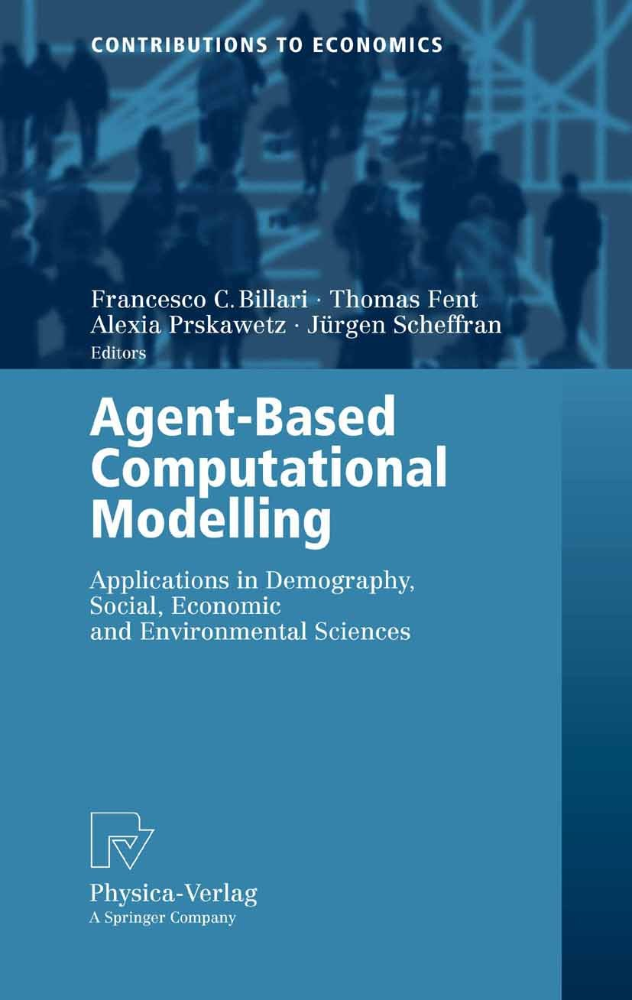 CONTRIBUTIONS TO ECONOMICS
Francesco C. Billari · Thomas Fent
Alexia Prskawetz · Jürgen Scheffran
Editors
Agent-Based
Computational
Modelling
Applications in Demography,
Social, Economic
and Environmental Sciences
Physica-Verlag
A Springer Company